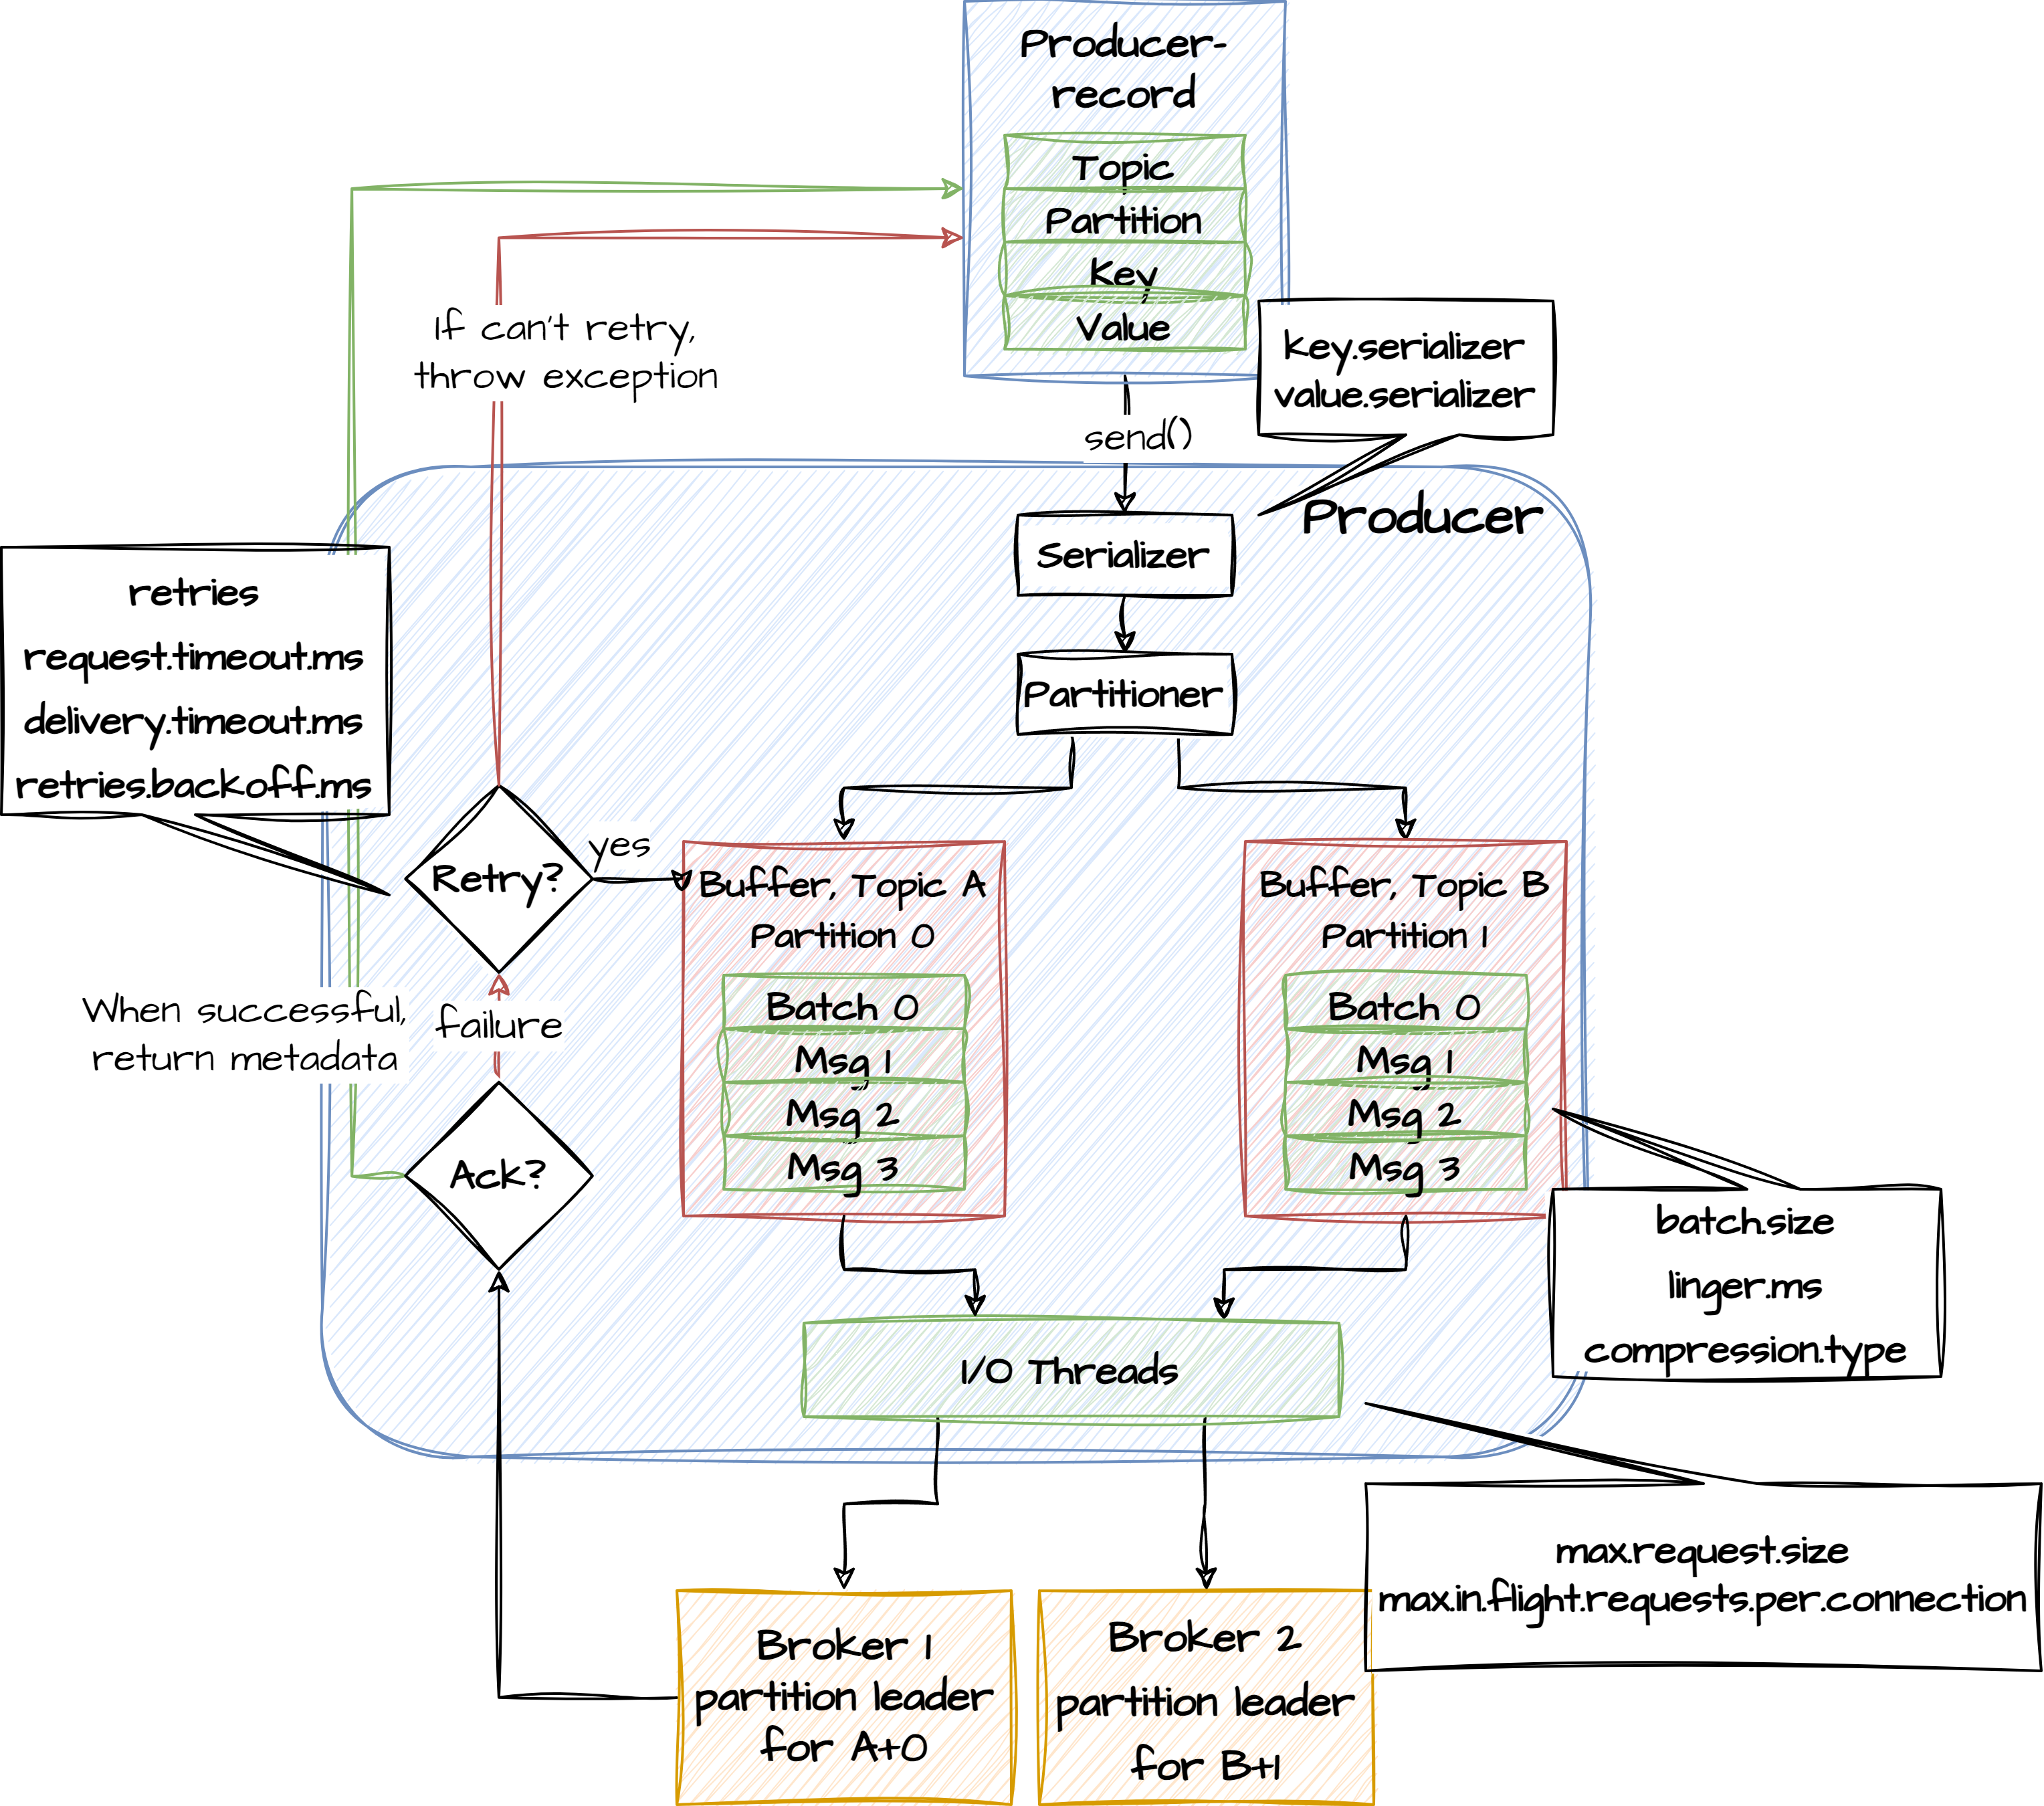 Producer-
record
Topic
Partition
Key
Value
If can't retry,
throw exception
key.serializer
value.serializer
send()
Producer
Serializer
retries
request.timeout.ms
delivery.timeout.ms
retries.backoff.ms
Partitioner
yes
Retry?
Buffer, Topic A
Partition 0
Batch 0
Msg 1
Msg 2
Msg 3
Buffer, Topic B
Partition 1
Batch 0
Msg 1
Msg 2
Msg 3
When successful,
return metadata
failure
Ack?
batch.size
linger.ms
compression.type
I/O Threads
max.request.size
max.in.flight.requests.per.connection
Broker 1
partition leader
for A+0
Broker 2
partition leader
for B+1